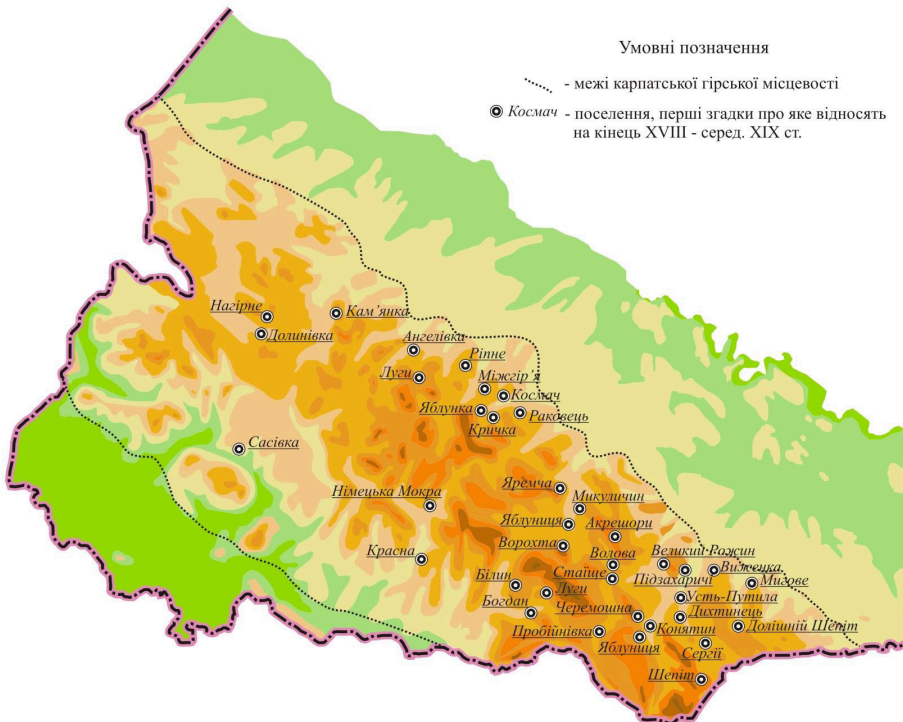 Умовні позначення
- межі карпатської гірської місцевості
Космач - поселення, перші згадки про яке відносять
на кінець XVIII - серед. XIX ст.
Нагірне
Кам’янка
Долинівка
Ангелівка
Ріпне
Луги
Міжгір’я
Космач
Яблунка
Раковець
Кричка
Сасівка
Яремча
Німецька Мокра
Микуличин
Яблуниця
Акрешори
Ворохта
Красна
Волова
Великий Рожин
Виженка
Білин
Стаїще
Підзахаричі
Мигове
Луги
Усть-Путила
Богдан
Черемошна
Дихтинець
Пробійнівка
Конятин
Долішній Шепіт
Яблуниця
Сергії
Шепіт